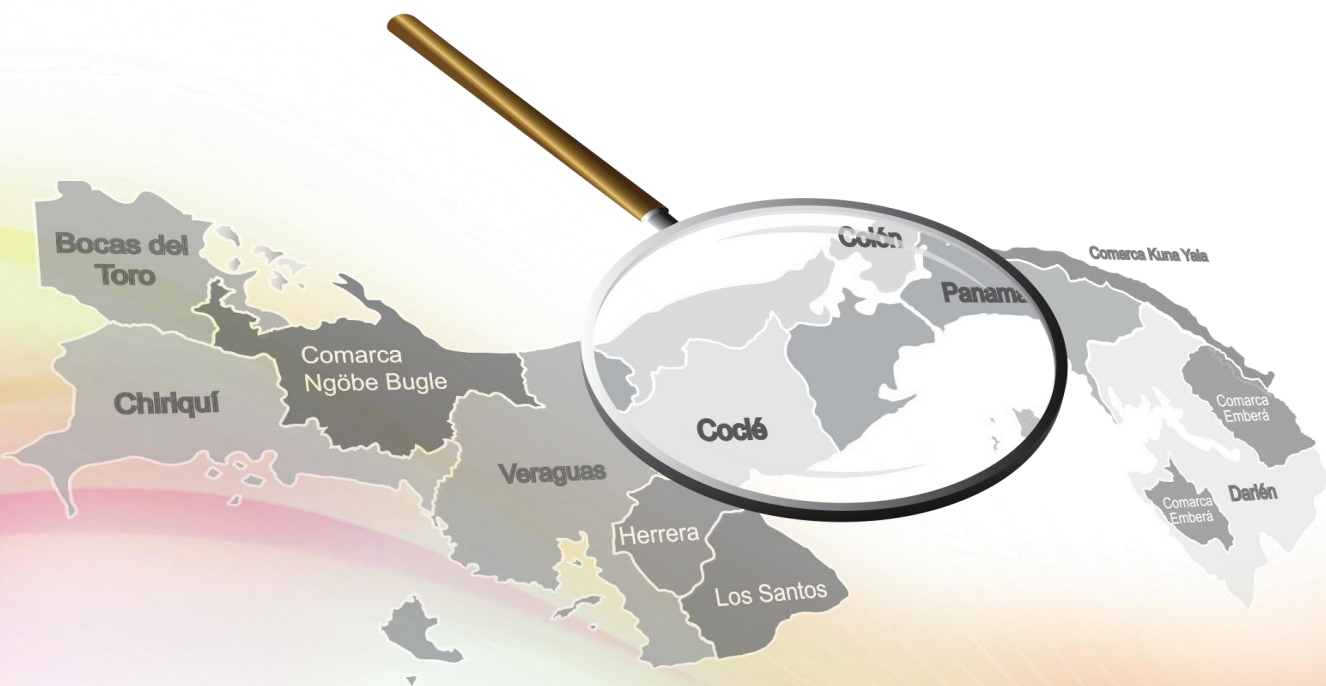 Bocas del
Toro
Chiriquí
Comarca
Ngöbe Bugle
Veraguas
Herrera
Los Santos
Coclé
Colón
Panamá
Comarca Kuna Yala
Comarca
Emberá
Darién
Comarca
Emberá